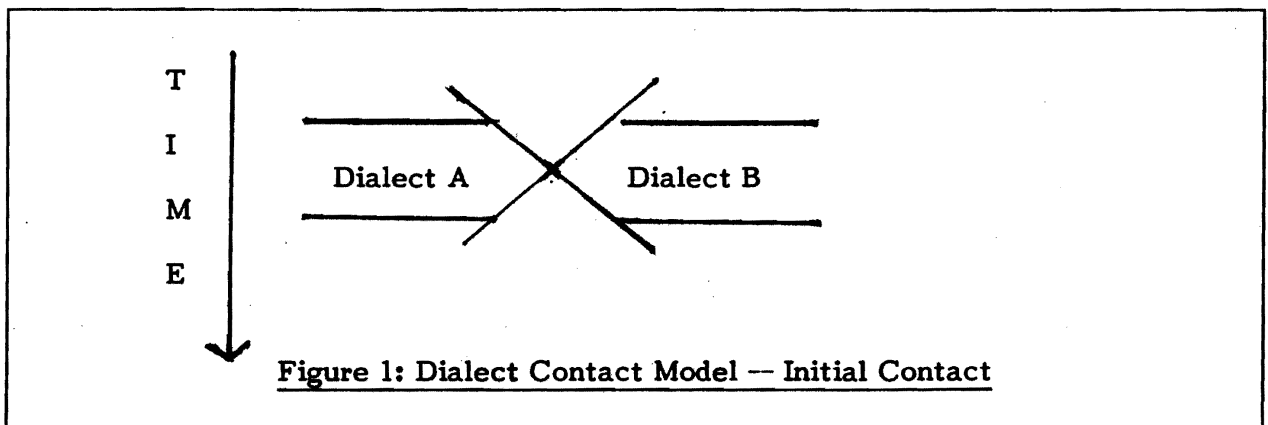 T
I
M
E
Dialect A
Dialect B
Figure 1: Dialect Contact Model — Initial Contact